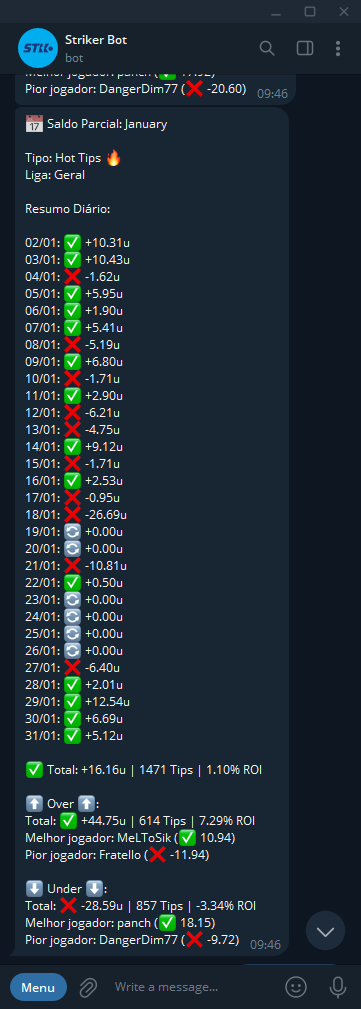 Striker Bot
bot
STK
Melhor jogador: panch (✅ 17.92)
Pior jogador: DangerDim77 (❌ -20.60)
09:46
📅 Saldo Parcial: January
Tipo: Hot Tips 🔥
Liga: Geral
Resumo Diário:
02/01: ✅ +10.31u
03/01: ✅ +10.43u
04/01: ❌ -1.62u
05/01: ✅ +5.95u
06/01: ✅ +1.90u
07/01: ✅ +5.41u
08/01: ❌ -5.19u
09/01: ✅ +6.80u
10/01: ❌ -1.71u
11/01: ✅ +2.90u
12/01: ❌ -6.21u
13/01: ❌ -4.75u
14/01: ✅ +9.12u
15/01: ❌ -1.71u
16/01: ✅ +2.53u
17/01: ❌ -0.95u
18/01: ❌ -26.69u
19/01: 🔄 +0.00u
20/01: 🔄 +0.00u
21/01: ❌ -10.81u
22/01: ✅ +0.50u
23/01: 🔄 +0.00u
24/01: 🔄 +0.00u
25/01: 🔄 +0.00u
26/01: 🔄 +0.00u
27/01: ❌ -6.40u
28/01: ✅ +2.01u
29/01: ✅ +12.54u
30/01: ✅ +6.69u
31/01: ✅ +5.12u
✅ Total: +16.16u | 1471 Tips | 1.10% ROI
⬆️ Over ⬆️:
Total: ✅ +44.75u | 614 Tips | 7.29% ROI
Melhor jogador: MeLToSik (✅ 10.94)
Pior jogador: Fratello (❌ -11.94)
⬇️ Under ⬇️:
Total: ❌ -28.59u | 857 Tips | -3.34% ROI
Melhor jogador: panch (✅ 18.15)
Pior jogador: DangerDim77 (❌ -9.72)
09:46
Menu
Write a message...